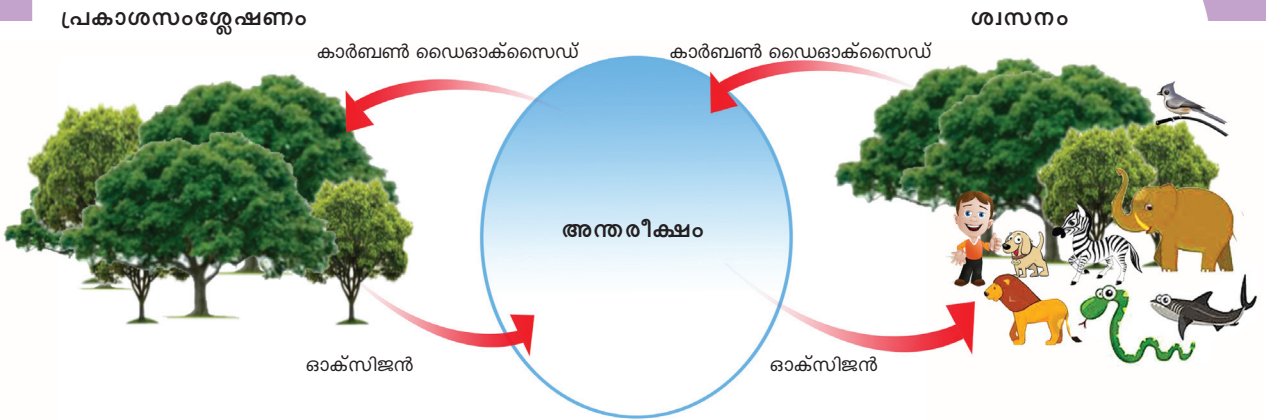 പ്രകാശസംശ്ലേഷണം
ശ്വസനം
കാർബൺ ഡൈഓക്സൈഡ്
കാർബൺ ഡൈഓക്സൈഡ്
അന്തരീക്ഷം
ഓക്സിജൻ
ഓക്സിജൻ